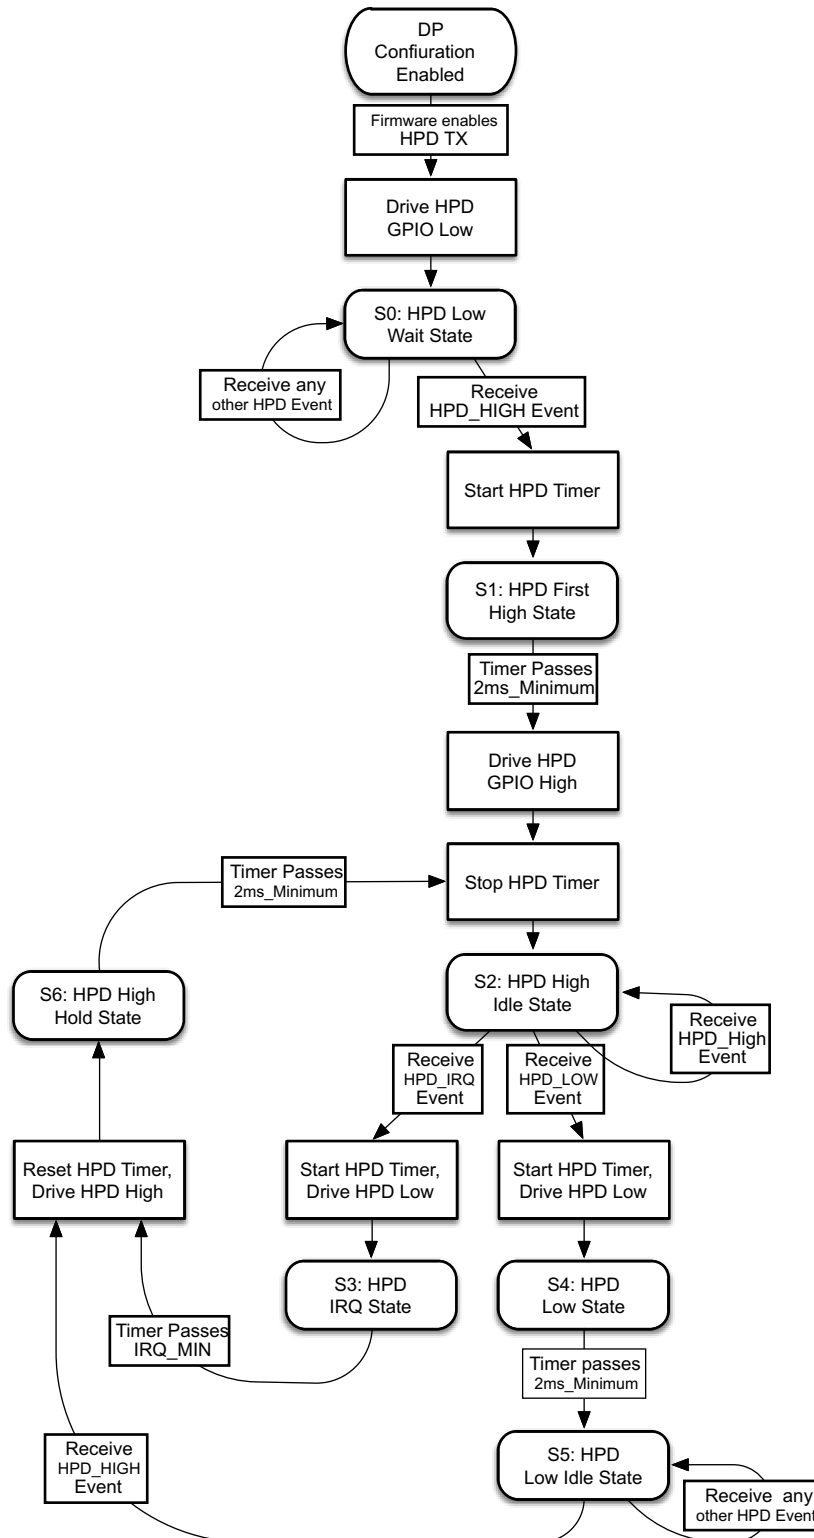 DP
Confiuration
Enabled
Firmware enables
HPD TX
Drive HPD
GPIO Low
S0: HPD Low
Wait State
Receive any
other HPD Event
Receive
HPD_HIGH Event
Start HPD Timer
S1: HPD First
High State
Timer Passes
2ms_Minimum
Drive HPD
GPIO High
Timer Passes
2ms_Minimum
Stop HPD Timer
S6: HPD High
Hold State
S2: HPD High
Idle State
Receive
HPD_High
Event
Receive
HPD_IRQ
Event
Receive
HPD_LOW
Event
Reset HPD Timer,
Drive HPD High
Start HPD Timer,
Drive HPD Low
Start HPD Timer,
Drive HPD Low
S3: HPD
IRQ State
S4: HPD
Low State
Timer Passes
IRQ_MIN
Timer passes
2ms_Minimum
Receive
HPD_HIGH
Event
S5: HPD
Low Idle State
Receive any
other HPD Event